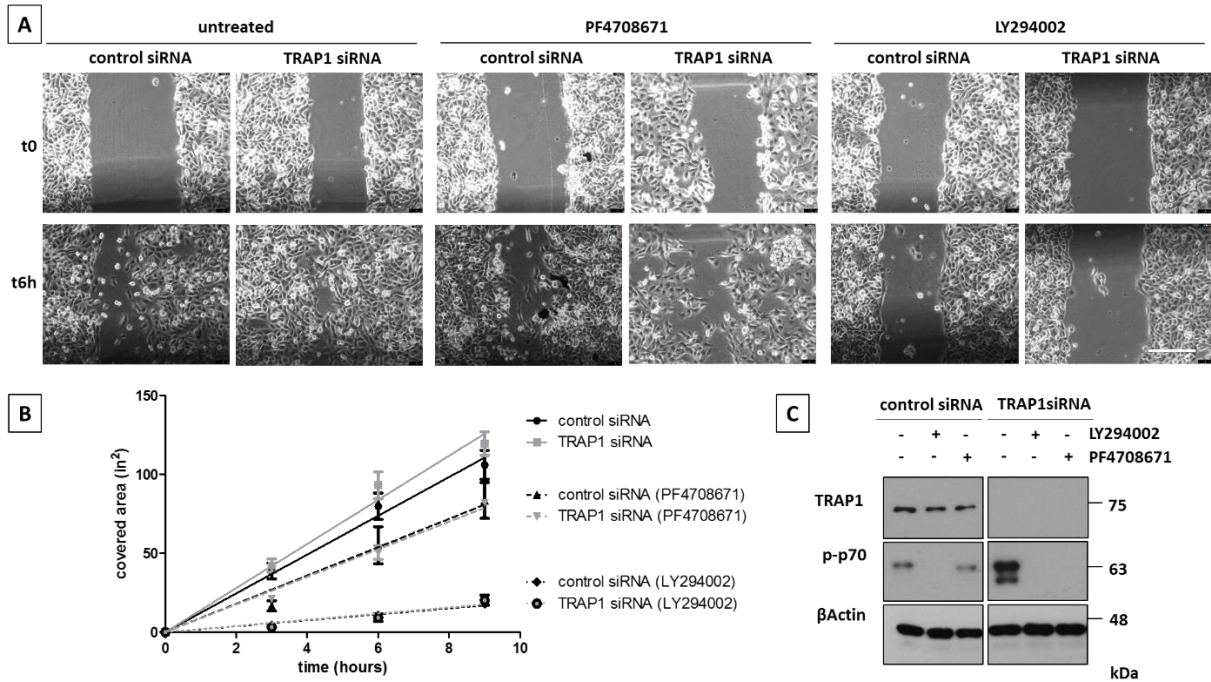 A
untreated PF4708671 LY294002
control siRNA TRAP1 siRNA control siRNA TRAP1 siRNA control siRNA TRAP1 siRNA
t0
t6h
B
covered area (in²)
150
100
50
0
0 2 4 6 8 10
time (hours)
control siRNA
TRAP1 siRNA
control siRNA (PF4708671)
TRAP1 siRNA (PF4708671)
control siRNA (LY294002)
TRAP1 siRNA (LY294002)
C
control siRNA TRAP1siRNA
- + - - + - LY294002
- - + - - + PF4708671
TRAP1 75
p-p70 63
βActin 48
kDa